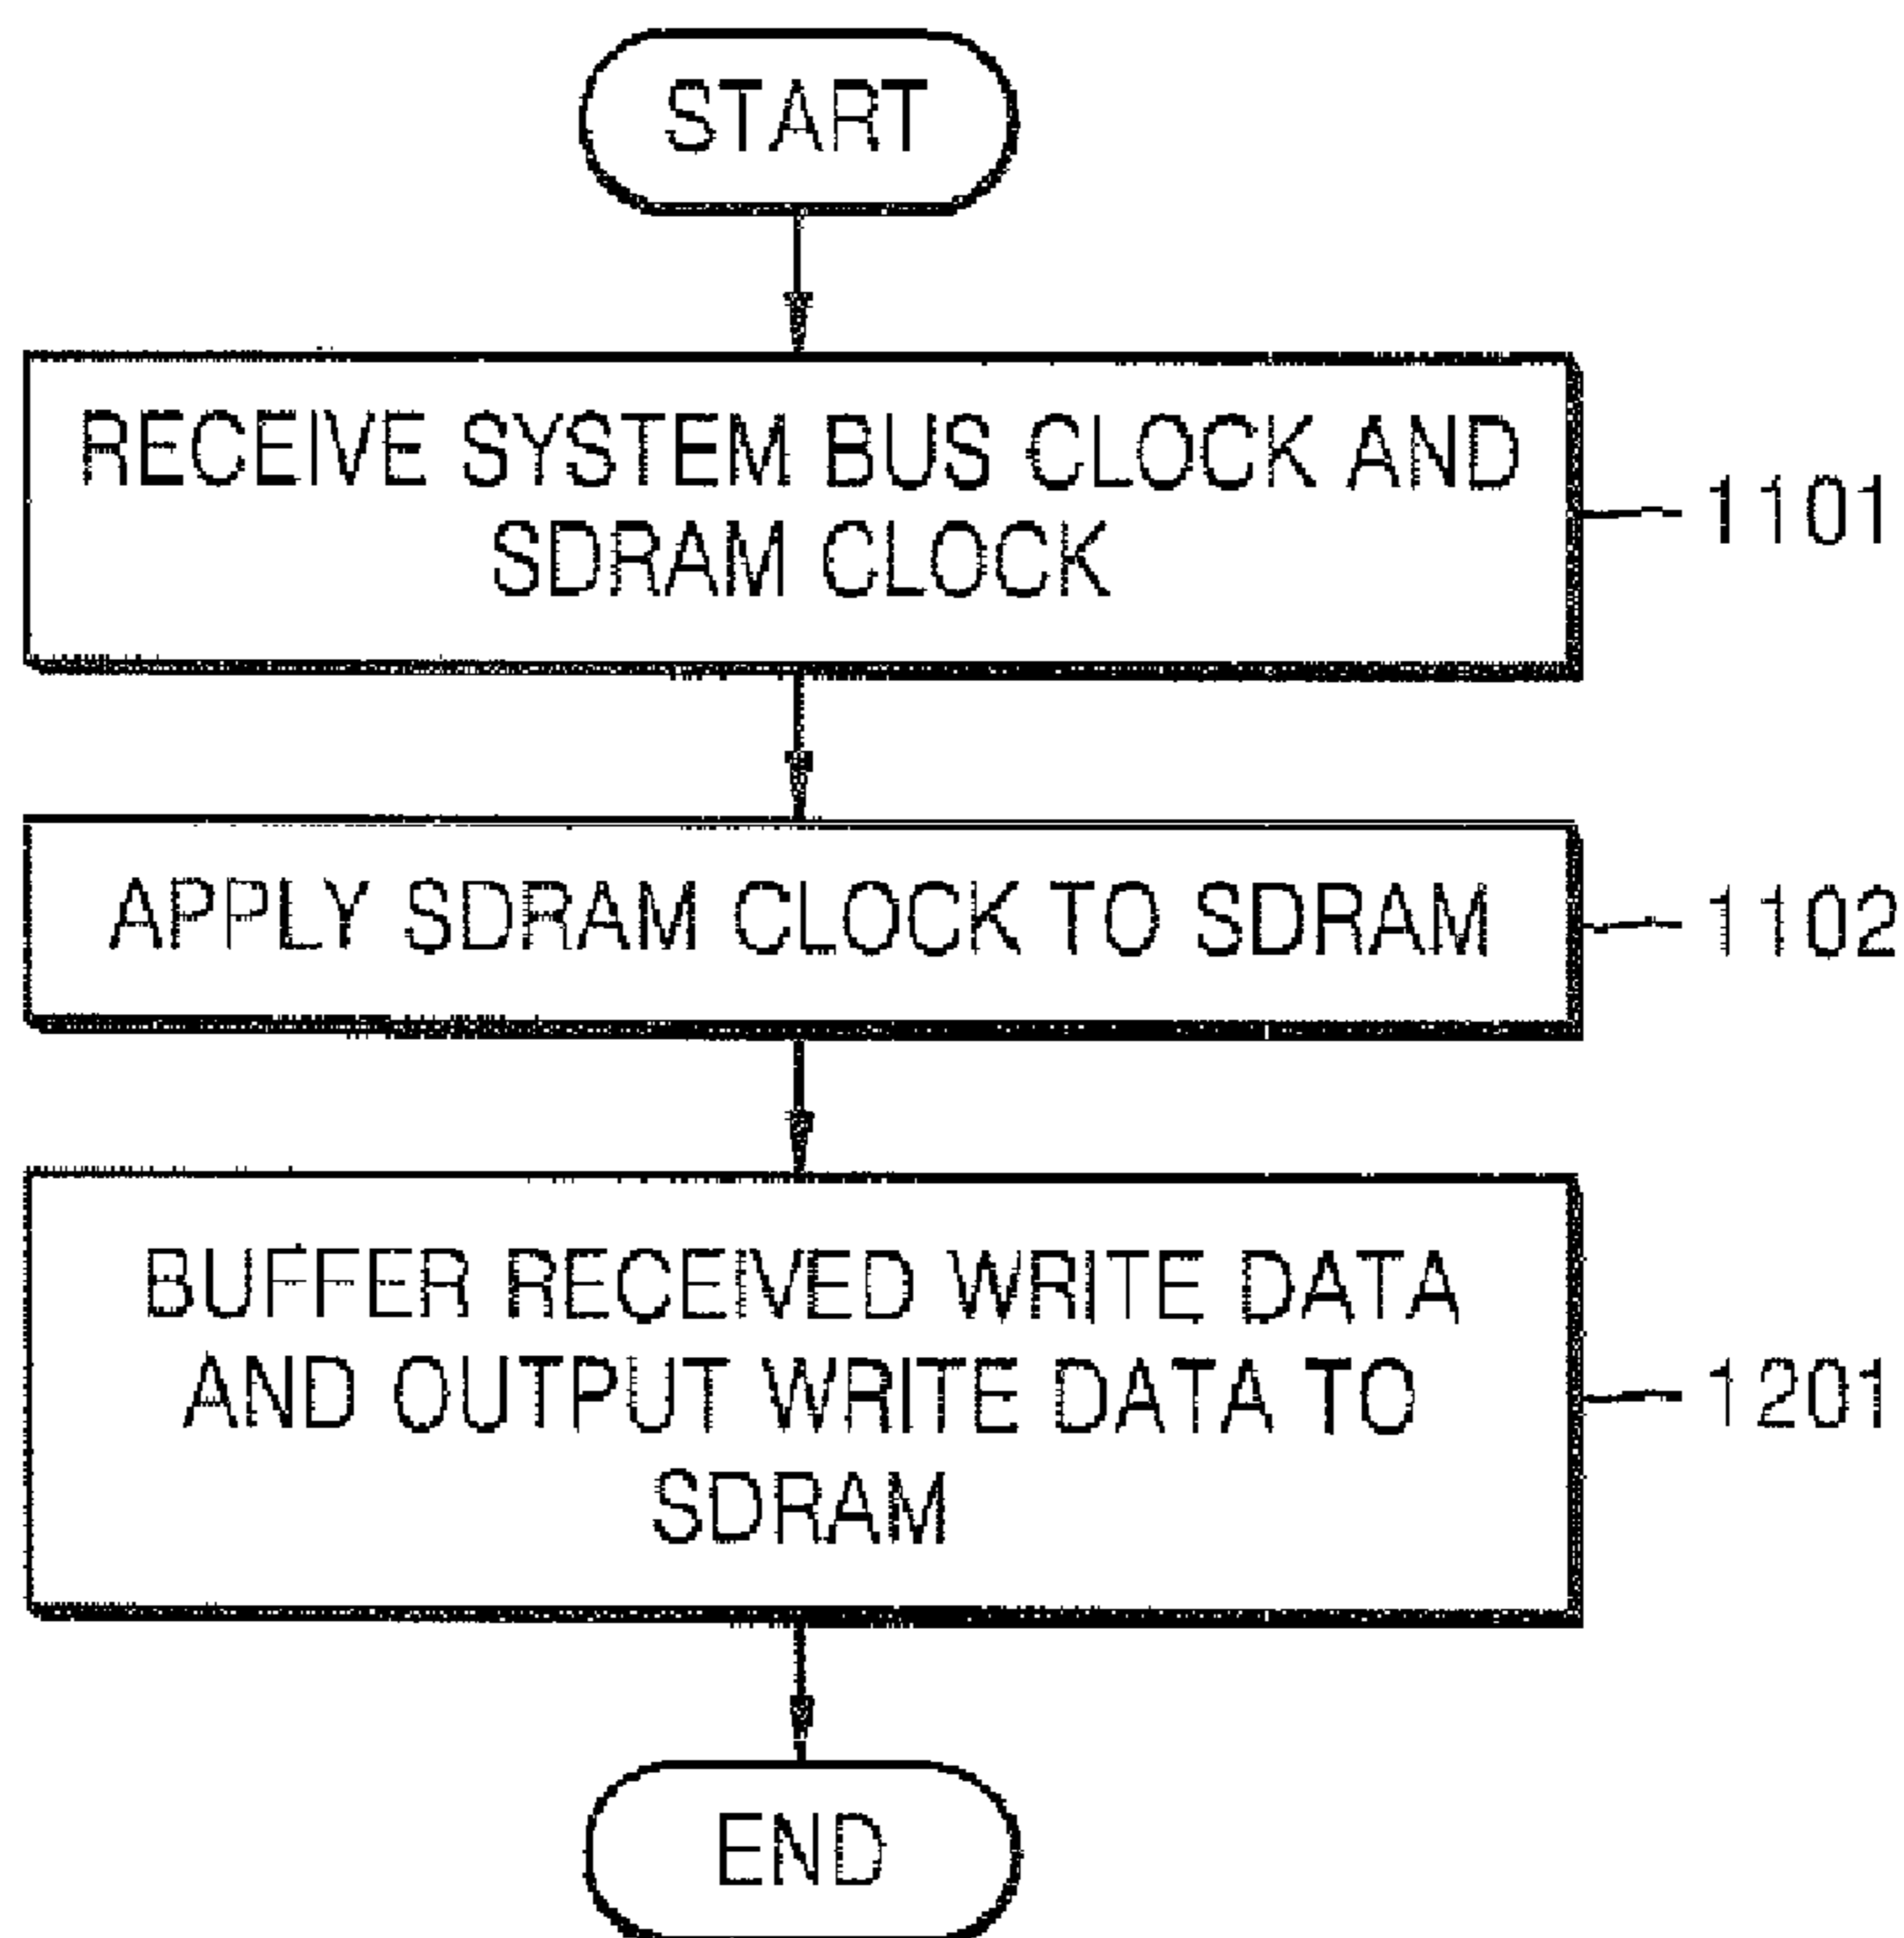 START
RECEIVE SYSTEM BUS CLOCK AND
SDRAM CLOCK
1101
APPLY SDRAM CLOCK TO SDRAM
1102
BUFFER RECEIVED WRITE DATA
AND OUTPUT WRITE DATA TO
SDRAM
1201
END